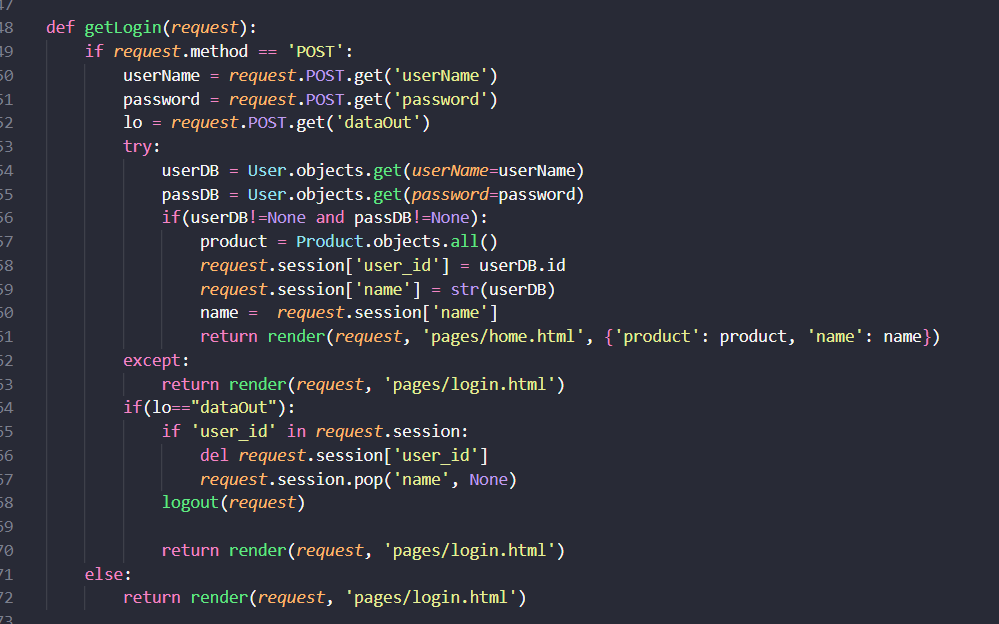 47
48 def getLogin(request):
49     if request.method == 'POST':
50         userName = request.POST.get('userName')
51         password = request.POST.get('password')
52         lo = request.POST.get('dataOut')
53         try:
54             userDB = User.objects.get(userName=userName)
55             passDB = User.objects.get(password=password)
56             if(userDB!=None and passDB!=None):
57                 product = Product.objects.all()
58                 request.session['user_id'] = userDB.id
59                 request.session['name'] = str(userDB)
60                 name =  request.session['name']
61                 return render(request, 'pages/home.html', {'product': product, 'name': name})
62         except:
63             return render(request, 'pages/login.html')
64         if(lo=="dataOut"):
65             if 'user_id' in request.session:
66                 del request.session['user_id']
67                 request.session.pop('name', None)
68             logout(request)
69
70             return render(request, 'pages/login.html')
71     else:
72         return render(request, 'pages/login.html')
73